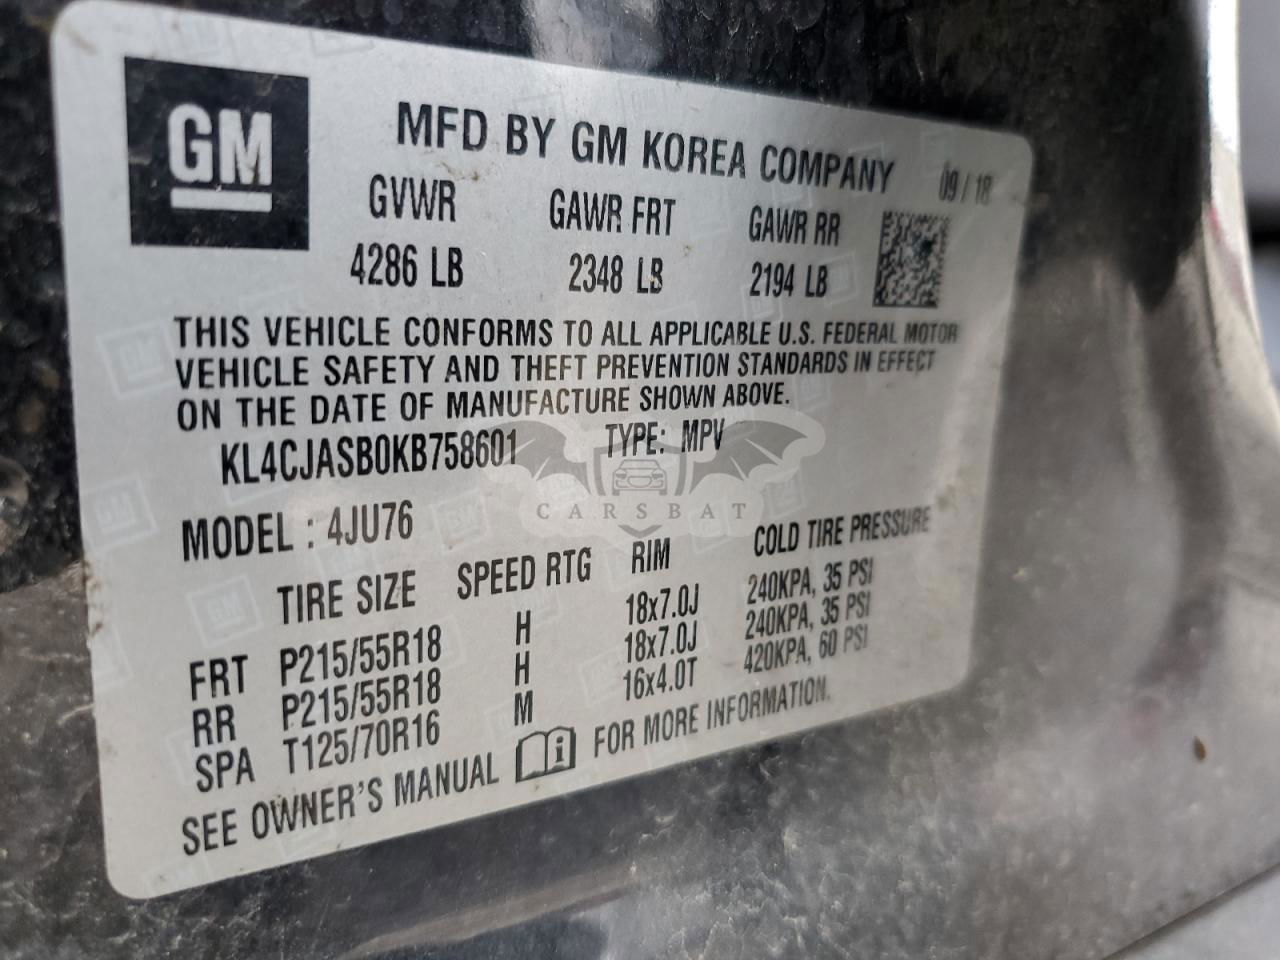 GM
MFD BY GM KOREA COMPANY 09 / 18
GVWR GAWR FRT GAWR RR
4286 LB 2348 LB 2194 LB
THIS VEHICLE CONFORMS TO ALL APPLICABLE U.S. FEDERAL MOTOR
VEHICLE SAFETY AND THEFT PREVENTION STANDARDS IN EFFECT
ON THE DATE OF MANUFACTURE SHOWN ABOVE.
KL4CJASB0KB758601 TYPE: MPV
CARSBAT
MODEL : 4JU76
TIRE SIZE SPEED RTG RIM COLD TIRE PRESSURE
FRT P215/55R18 H 18x7.0J 240KPA, 35 PSI
RR P215/55R18 H 18x7.0J 240KPA, 35 PSI
SPA T125/70R16 M 16x4.0T 420KPA, 60 PSI
SEE OWNER'S MANUAL i FOR MORE INFORMATION.